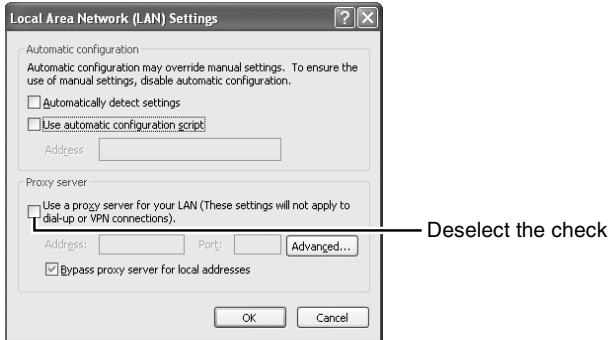 Local Area Network (LAN) Settings
Automatic configuration
Automatic configuration may override manual settings. To ensure the
use of manual settings, disable automatic configuration.
Automatically detect settings
Use automatic configuration script
Address
Proxy server
Use a proxy server for your LAN (These settings will not apply to
dial-up or VPN connections).
Deselect the check
Address:
Port:
Advanced...
Bypass proxy server for local addresses
OK
Cancel